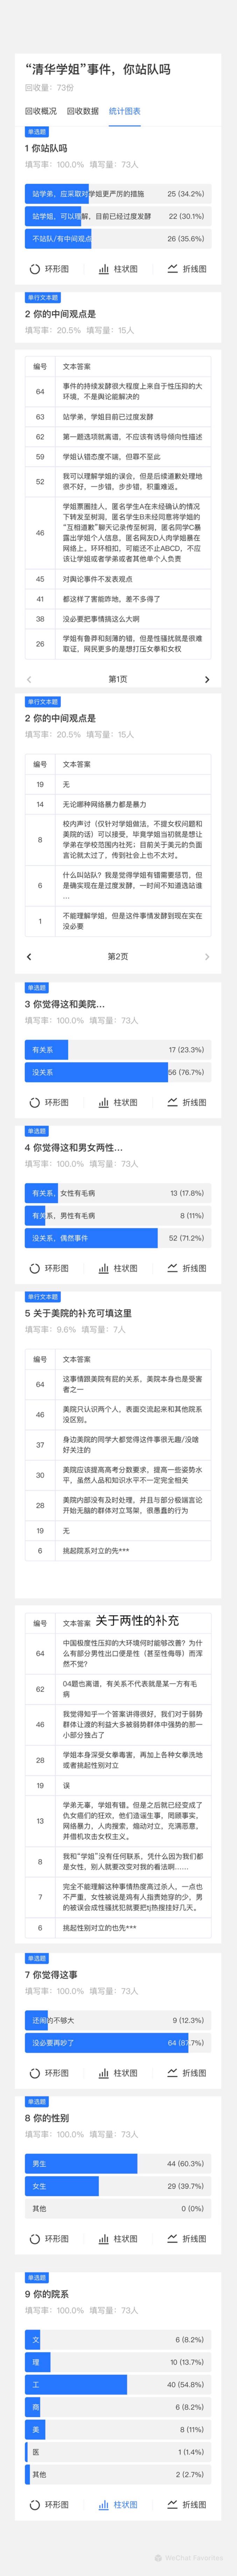 “清华学姐”事件，你站队吗
回收量：73份
回收概况 回收数据 统计图表
单选题
1 你站队吗
填写率：100.0% 填写量：73人
站学弟，应采取对学姐更严厉的措施 25 (34.2%)
站学姐，可以理解，目前已经过度发酵 22 (30.1%)
不站队/有中间观点 26 (35.6%)
环形图 柱状图 折线图
单行文本题
2 你的中间观点是
填写率：20.5% 填写量：15人
编号 文本答案
64 事件的持续发酵很大程度上来自于性压抑的大
环境，不是舆论能解决的
63 站学弟，学姐目前已过度发酵
62 第一题选项就离谱，不应该有诱导倾向性描述
59 学姐认错态度不端，但罪不至此
52 我可以理解学姐的误会，但是后续道歉处理地
很不好，一步错，步步错，积重难返。
46 学姐票圈挂人，匿名学生A在未经确认的情况
下转发至树洞，匿名学生B未经同意将学姐的
“互相道歉”聊天记录传至树洞，匿名同学C暴
露出学姐个人信息，匿名网友D人肉学姐暴在
网络上。环环相扣，可能还不止ABCD，不应
该让学姐或者学弟或者其他单个人负责
45 对舆论事件不发表观点
41 都这样了害能咋地。差不多得了
38 没必要把事情搞这么大啊
26 学姐有鲁莽和刻薄的错，但是性骚扰就是很难
取证，网民更多的是想打压女拳和女权
第1页
单行文本题
2 你的中间观点是
填写率：20.5% 填写量：15人
编号 文本答案
19 无
14 无论哪种网络暴力都是暴力
8 校内声讨（仅针对学姐做法，不提女权问题和
美院的话）可以接受，毕竟学姐当初就是想让
学弟在学校范围内社死；目前关于美元的负面
言论就太过了，传到社会上也不太对。
6 什么叫站队？我是觉得学姐有错需要惩罚，但
是确实现在是过度发酵，一时间不知道选站谁
…
1 不能理解学姐，但是这件事情发酵到现在实在
没必要
第2页
单选题
3 你觉得这和美院...
填写率：100.0% 填写量：73人
有关系 17 (23.3%)
没关系 56 (76.7%)
环形图 柱状图 折线图
单选题
4 你觉得这和男女两性...
填写率：100.0% 填写量：73人
有关系，女性有毛病 13 (17.8%)
有关系，男性有毛病 8 (11%)
没关系，偶然事件 52 (71.2%)
环形图 柱状图 折线图
单行文本题
5 关于美院的补充可填这里
填写率：9.6% 填写量：7人
编号 文本答案
64 这事情跟美院有屁的关系，美院本身也是受害
者之一
46 美院只认识两个人，表面交流起来和其他院系
没区别。
37 身边美院的同学大都觉得这件事很无趣/没啥
好关注的
30 美院应该提高高考分数要求，提高一些姿势水
平，虽然人品和知识水平不一定完全相关
28 美院内部没有及时处理，并且与部分极端言论
开始无脑的群体对立骂架，很愚蠢的行为
19 无
6 挑起院系对立的先***
编号 文本答案 关于两性的补充
64 中国极度性压抑的大环境何时能够改善？为什
么有部分男性出口便是性（甚至性侮辱）而浑
然不觉？
62 04题也离谱，有关系不代表就是某一方有毛
病
46 我觉得知乎一个答案讲得很好，我们对于弱势
群体让渡的利益大多被弱势群体中强势的那一
小部分独占了
28 学姐本身深受女拳毒害，再加上各种女拳洗地
或者挑起性别对立
19 误
13 学弟无辜，学姐有错。但是之后就已经变成了
仇女癌们的狂欢，他们造谣生事，罔顾事实，
网络暴力，人肉搜索，煽动对立，充满恶意，
并借机攻击女权主义。
8 我和“学姐”没有任何联系，凭什么因为我们都
是女性，别人就要改变对我的看法啊……
7 完全不能理解这种事情热度高过杀人，一点也
不严重，女性被说是鸡有人指责她穿的少，男
的被误会成性骚扰犯就要把tj热搜挂好几天。
6 挑起性别对立的也先***
单选题
7 你觉得这事
填写率：100.0% 填写量：73人
还闹的不够大 9 (12.3%)
没必要再吵了 64 (87.7%)
环形图 柱状图 折线图
单选题
8 你的性别
填写率：100.0% 填写量：73人
男生 44 (60.3%)
女生 29 (39.7%)
其他 0 (0%)
环形图 柱状图 折线图
单选题
9 你的院系
填写率：100.0% 填写量：73人
文 6 (8.2%)
理 10 (13.7%)
工 40 (54.8%)
商 6 (8.2%)
美 8 (11%)
医 1 (1.4%)
其他 2 (2.7%)
环形图 柱状图 折线图
WeChat Favorites